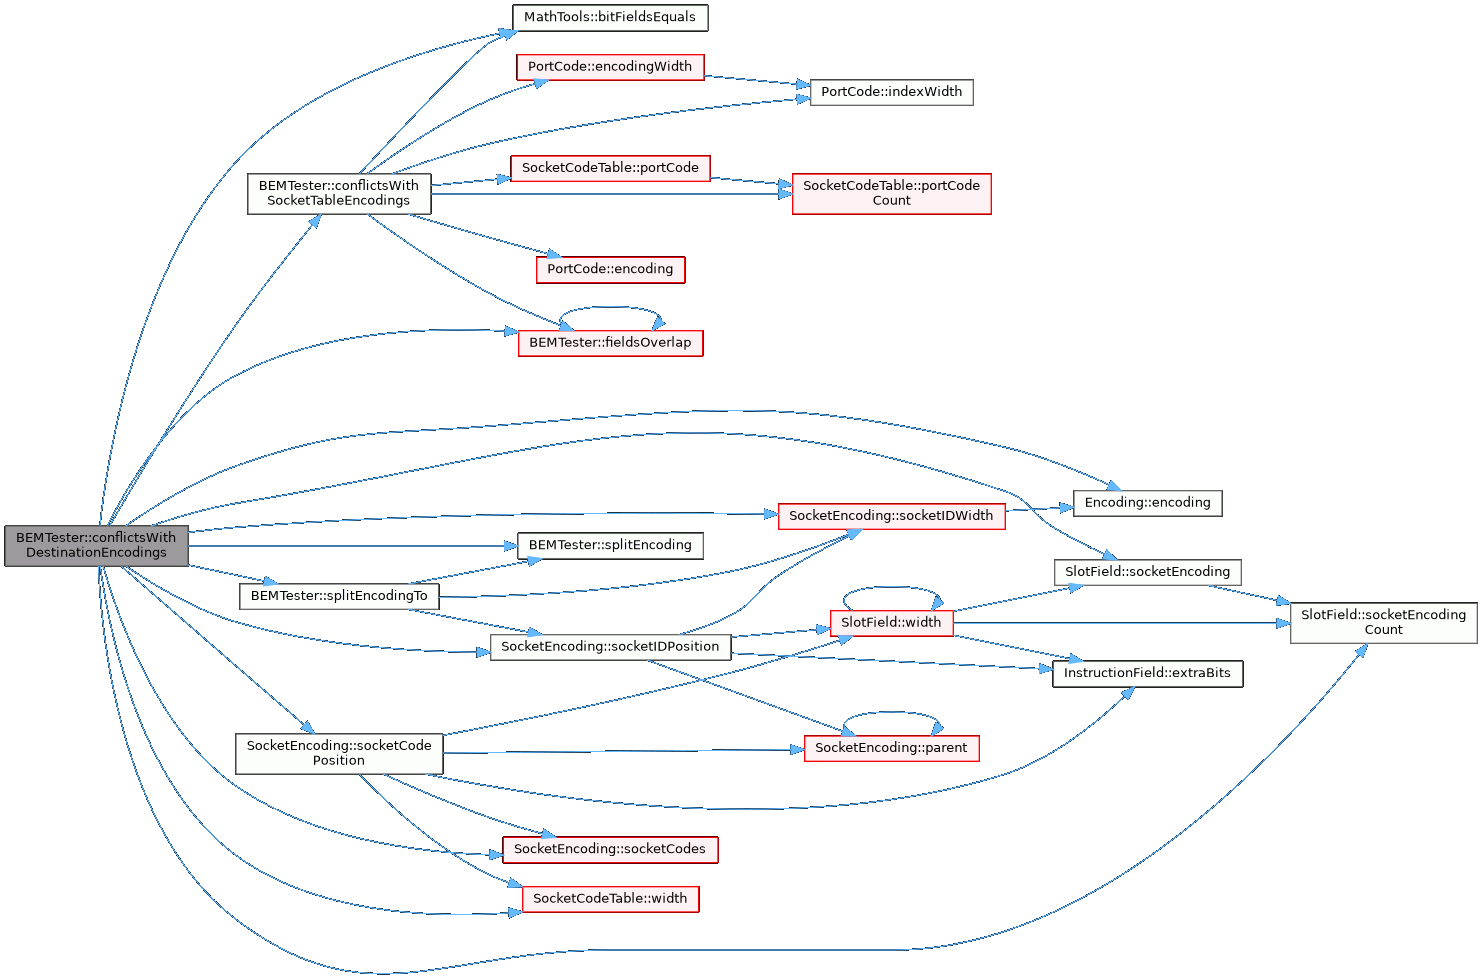 MathTools::bitFieldsEquals
PortCode::encodingWidth
PortCode::indexWidth
SocketCodeTable::portCode
BEMTester::conflictsWith
SocketTableEncodings
SocketCodeTable::portCode
Count
PortCode::encoding
BEMTester::fieldsOverlap
Encoding::encoding
SocketEncoding::socketIDWidth
BEMTester::conflictsWith
DestinationEncodings
BEMTester::splitEncoding
SlotField::socketEncoding
BEMTester::splitEncodingTo
SlotField::width
SlotField::socketEncoding
Count
SocketEncoding::socketIDPosition
InstructionField::extraBits
SocketEncoding::socketCode
Position
SocketEncoding::parent
SocketEncoding::socketCodes
SocketCodeTable::width